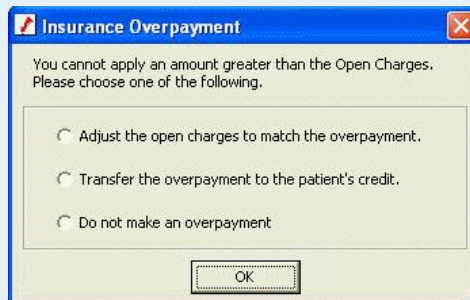 Insurance Overpayment
You cannot apply an amount greater than the Open Charges.
Please choose one of the following.
Adjust the open charges to match the overpayment.
Transfer the overpayment to the patient's credit.
Do not make an overpayment
OK